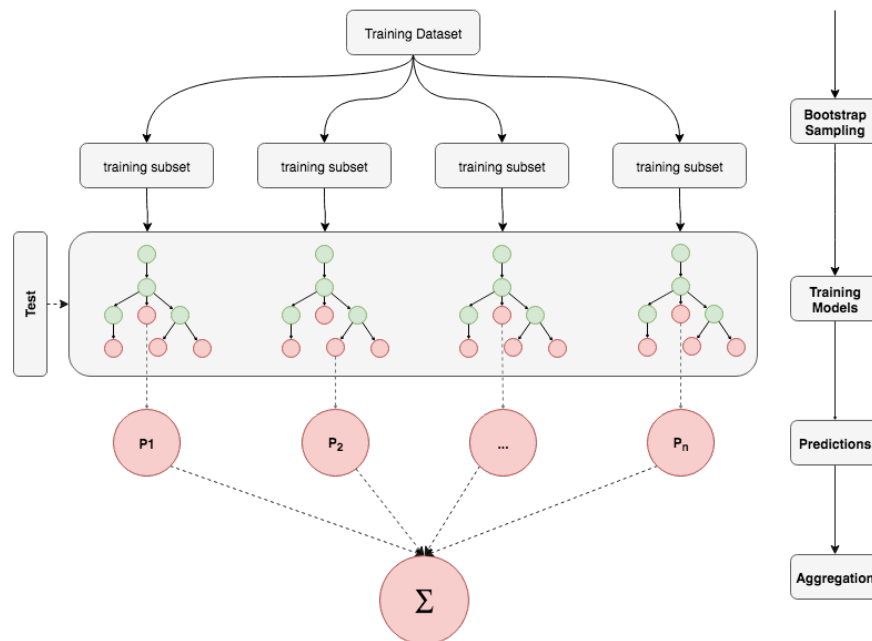 Training Dataset
Bootstrap
Sampling
training subset
training subset
training subset
training subset
Test
Training
Models
P1
P2
...
Pn
Predictions
Σ
Aggregation